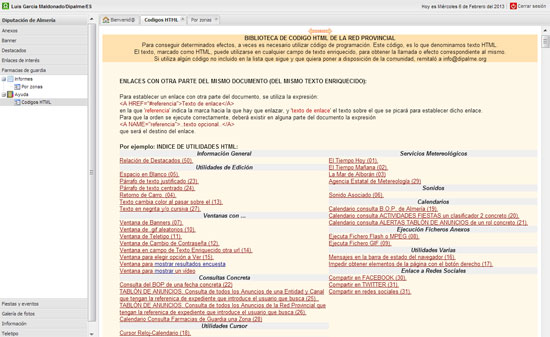 Luis García Maldonado/Dipalme/ES
Hoy es Miércoles 6 de Febrero del 2013
Cerrar sesión
Diputación de Almería
Anexos
Banner
Destacados
Enlaces de interés
Farmacias de guardia
Informes
Por zonas
Ayuda
Codigos HTML
Fiestas y eventos
Galería de fotos
Información
Teletipo
Bienvenid@
Codigos HTML
Por zonas
BIBLIOTECA DE CODIGO HTML DE LA RED PROVINCIAL
Para conseguir determinados efectos, a veces es necesario utilizar código de programación. Este código, es lo que denominamos texto HTML.
El texto, marcado como HTML, puede utilizarse en cualquier campo de texto enriquecido, para obtener la llamada o efecto correspondiente al mismo.
Si utiliza algún código no incluido en la lista que sigue y que quiera poner a disposición de la comunidad, remítalo a info@dipalme.org
ENLACES CON OTRA PARTE DEL MISMO DOCUMENTO (DEL MISMO TEXTO ENRIQUECIDO):
Para establecer un enlace con otra parte del documento, se utiliza la expresión
<A HREF="#referencia">Texto de enlace</A>
en la que 'referencia' indica la marca hacia la que hay que enlazar, y 'texto de enlace' el texto sobre el que se picará para establecer dicho enlace.
Para que la orden se ejecute correctamente, deberá existir en alguna parte del documento la expresión
<A NAME="referencia">..texto opcional..</A>
que será el destino del enlace.
Por ejemplo: INDICE DE UTILIDADES HTML:
Información General
Relación de Destacados (50).
Utilidades de Edición
Espacio en Blanco (05).
Párrafo de texto justificado (23).
Párrafo de texto centrado (24).
Retorno de Carro. (04).
Texto cambia color al pasar sobre el (13).
Texto en negrita y/o cursiva (27).
Ventanas con ...
Ventana de Banners (07).
Ventana de .gif aleatorios (10).
Ventana de Teletipo (11).
Ventana de Cambio de Contraseña (12).
Ventana en campo de Texto Enriquecido otra url (14).
Ventana para elegir opción a Ver (15).
Ventana para mostrar resultados encuesta
Ventana para mostrar un video
Consultas Concreta
Consulta del BOP de una fecha concreta (22)
TABLÓN DE ANUNCIOS: Consulta de todos los Anuncios de una Entidad y Canal que tengan la referencia de expediente que introduce el usuario que busca (25).
TABLÓN DE ANUNCIOS. Consulta de todos los Anuncios de la Red Provincial que tengan la referencia de expediente que introduce el usuario que busca (26).
Calendario Consulta Farmacias de Guardia una Zona (28)
Utilidades Cursor
Cursor Reloj-Calendario (18).
Servicios Metereológicos
El Tiempo Hoy (01).
El Tiempo Mañana (02).
La Mar de Alborán (03)
Agencia Estatal de Metereología (29)
Sonidos
Sonido Asociado (06).
Calendarios
Calendario consulta B.O.P. de Almería (19).
Calendario consulta ACTIVIDADES FIESTAS un clasificador 2 concreto (20).
Calendario consulta ALERTAS TABLÓN DE ANUNCIOS de un rol concreto (21).
Ejecución Ficheros Anexos
Ejecuta Fichero Flash o MPEG (08).
Ejecuta Fichero GIF (09).
Utilidades Varias
Mensajes en la barra de estado del navegador (16).
Impedir obtener elementos de la página con el botón derecho (17).
Enlace a Redes Sociales
Compartir en FACEBOOK (30).
Compartir en TWITTER (31).
Compartir en redes sociales (31).